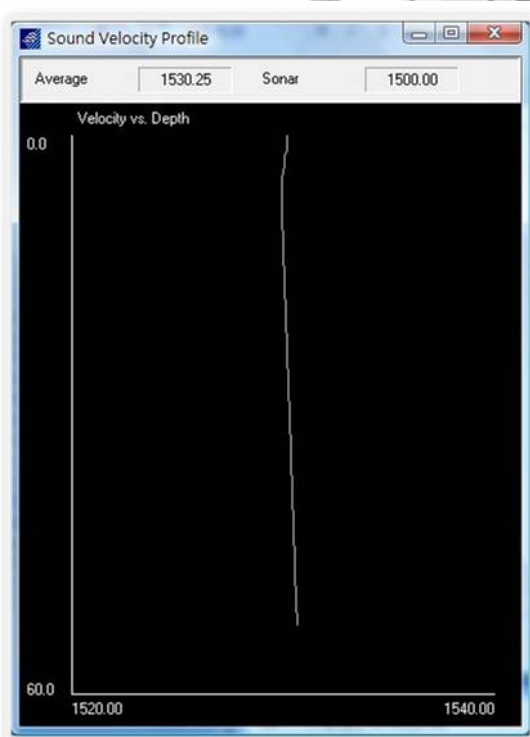 Sound Velocity Profile
Average 1530.25 Sonar 1500.00
Velocity vs. Depth
0.0
60.0
1520.00 1540.00